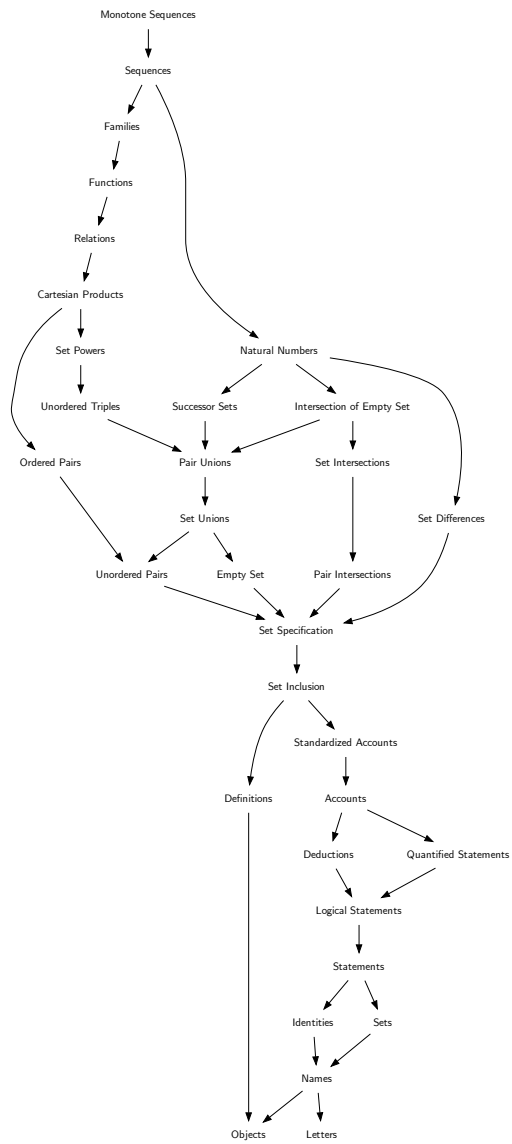 Monotone Sequences
Sequences
Families
Functions
Relations
Cartesian Products
Set Powers
Natural Numbers
Unordered Triples
Successor Sets
Intersection of Empty Set
Ordered Pairs
Pair Unions
Set Intersections
Set Unions
Set Differences
Unordered Pairs
Empty Set
Pair Intersections
Set Specification
Set Inclusion
Standardized Accounts
Definitions
Accounts
Deductions
Quantified Statements
Logical Statements
Statements
Identities
Sets
Names
Objects
Letters